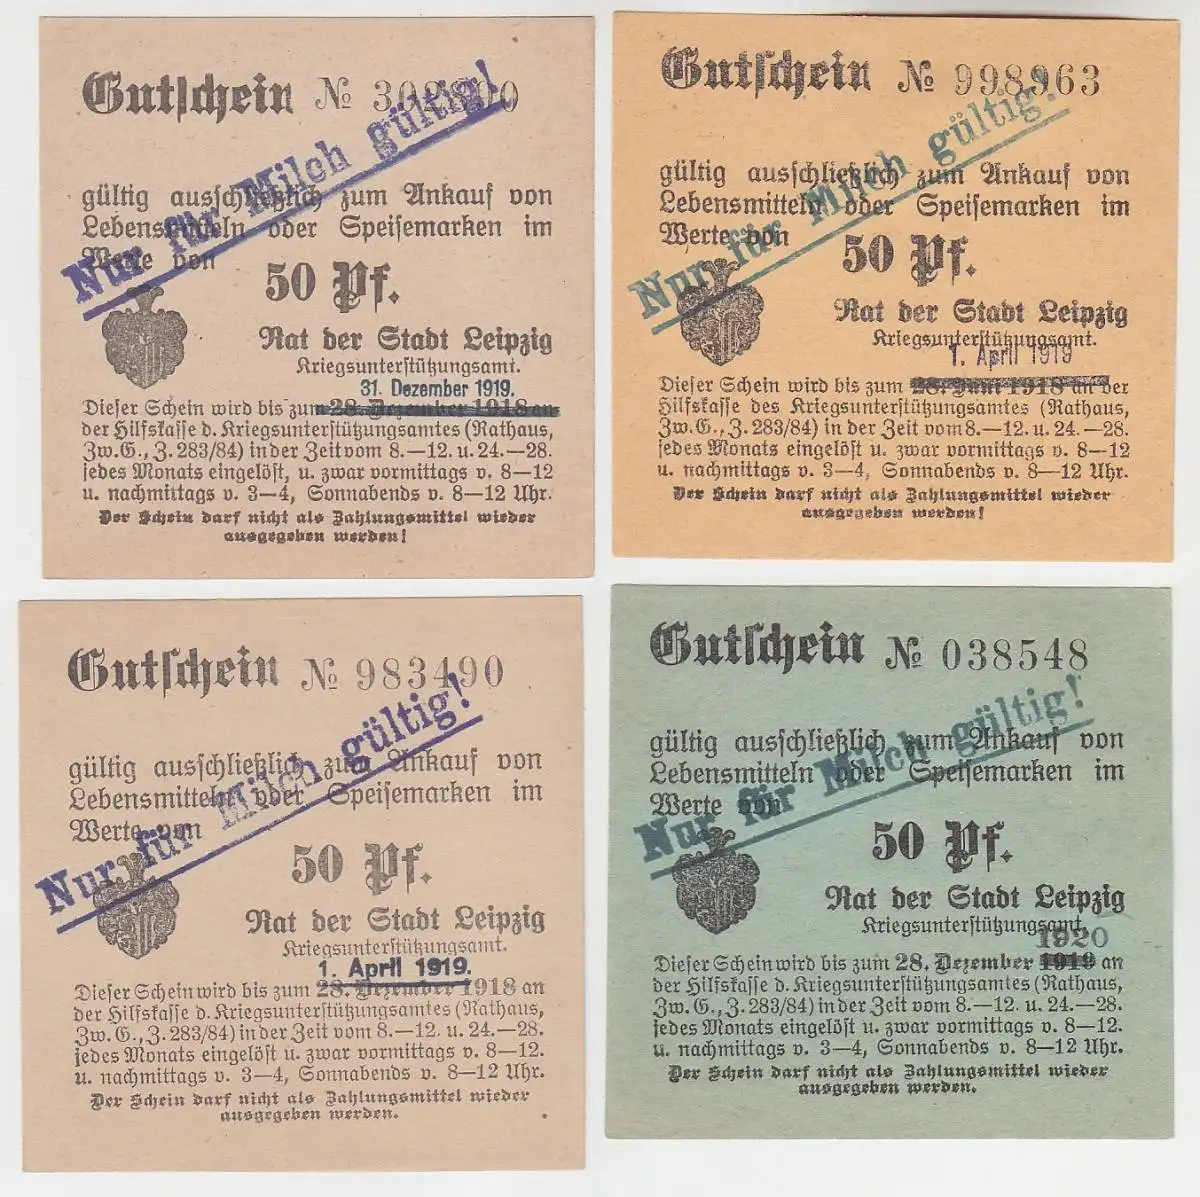 Gutschein № 302800
Nur für Milch gültig!
gültig ausschließlich zum Ankauf von
Lebensmitteln oder Speisemarken im
Werte von
50 Pf.
Rat der Stadt Leipzig
Kriegsunterstützungsamt.
31. Dezember 1919.
Dieser Schein wird bis zum 28. Dezember 1918 an
der Hilfskasse d. Kriegsunterstützungsamtes (Rathaus,
Zw. G., Z. 283/84) in der Zeit vom 8.—12. u. 24.—28.
jedes Monats eingelöst, u. zwar vormittags v. 8—12
u. nachmittags v. 3—4, Sonnabends v. 8—12 Uhr.
Der Schein darf nicht als Zahlungsmittel wieder
ausgegeben werden!
Gutschein № 998963
Nur für Milch gültig!
gültig ausschließlich zum Ankauf von
Lebensmitteln oder Speisemarken im
Werte von
50 Pf.
Rat der Stadt Leipzig
Kriegsunterstützungsamt.
1. April 1919
Dieser Schein wird bis zum 28. Juni 1918 an der
Hilfskasse des Kriegsunterstützungsamtes (Rathaus,
Zw. G., Z. 283/84) in der Zeit vom 8.—12. u. 24.—28.
jedes Monats eingelöst u. zwar vormittags v. 8—12
u. nachmittags v. 3—4, Sonnabends v. 8—12 Uhr.
Der Schein darf nicht als Zahlungsmittel wieder
ausgegeben werden!
Gutschein № 983490
Nur für Milch gültig!
gültig ausschließlich zum Ankauf von
Lebensmitteln oder Speisemarken im
Werte von
50 Pf.
Rat der Stadt Leipzig
Kriegsunterstützungsamt.
1. April 1919.
Dieser Schein wird bis zum 28. Dezember 1918 an
der Hilfskasse d. Kriegsunterstützungsamtes (Rathaus,
Zw. G., Z. 283/84) in der Zeit vom 8.—12. u. 24.—28.
jedes Monats eingelöst u. zwar vormittags v. 8—12.
u. nachmittags v. 3—4, Sonnabends v. 8—12 Uhr.
Der Schein darf nicht als Zahlungsmittel wieder
ausgegeben werden.
Gutschein № 038548
Nur für Milch gültig!
gültig ausschließlich zum Ankauf von
Lebensmitteln oder Speisemarken im
Werte von
50 Pf.
Rat der Stadt Leipzig
Kriegsunterstützungsamt.
1920
Dieser Schein wird bis zum 28. Dezember 1919 an
der Hilfskasse d. Kriegsunterstützungsamtes (Rathaus,
Zw. G., Z. 283/84) in der Zeit vom 8.—12. u. 24.—28.
jedes Monats eingelöst u. zwar vormittags v. 8—12
u. nachmittags v. 3—4, Sonnabends v. 8—12 Uhr.
Der Schein darf nicht als Zahlungsmittel wieder
ausgegeben werden.